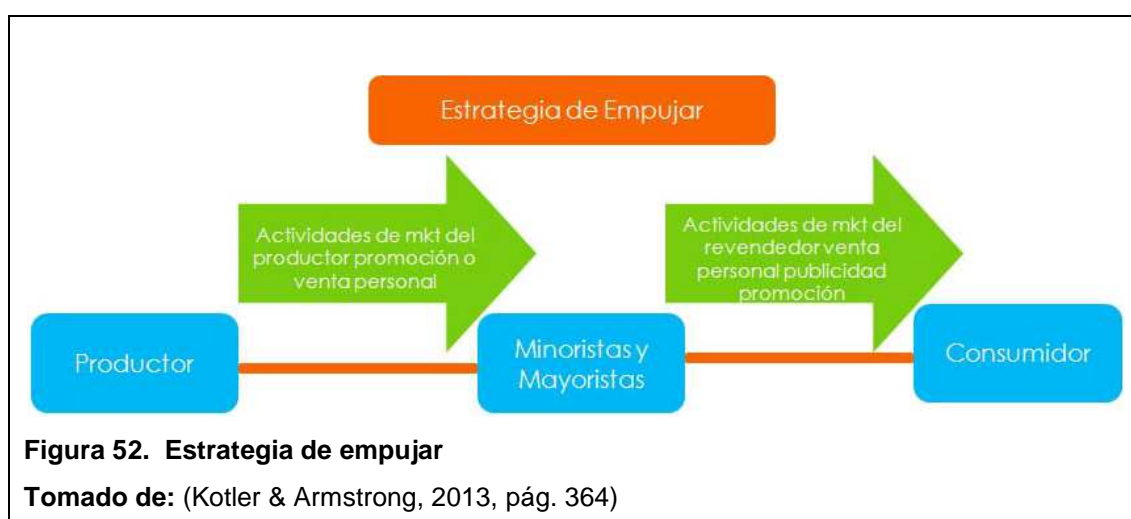 Estrategia de Empujar
Actividades de mkt del
productor promoción o
venta personal
Actividades de mkt del
revendedor venta
personal publicidad
promoción
Productor
Minoristas y
Mayoristas
Consumidor
Figura 52. Estrategia de empujar
Tomado de: (Kotler & Armstrong, 2013, pág. 364)